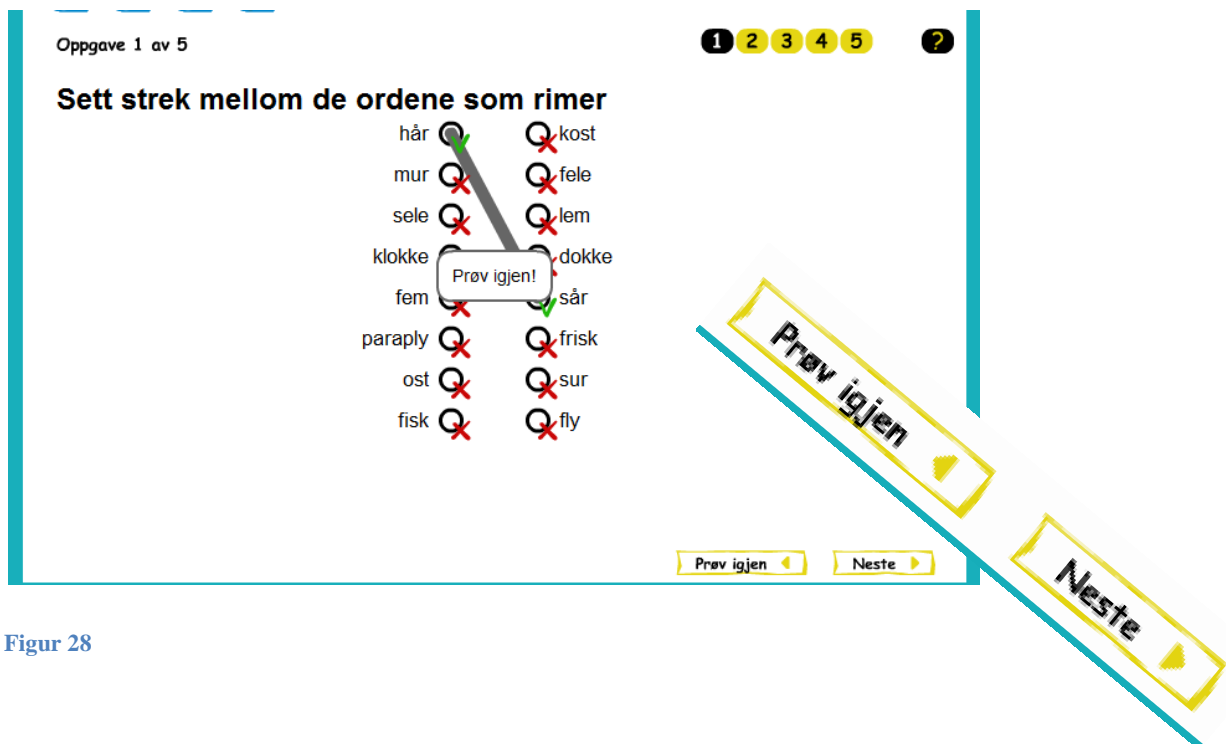 Oppgave 1 av 5
1 2 3 4 5 ?
Sett strek mellom de ordene som rimer
hår kost
mur fele
sele lem
klokke dokke
Prøv igjen!
fem sår
paraply frisk
ost sur
fisk fly
Prøv igjen
Neste
Prøv igjen Neste
Figur 28